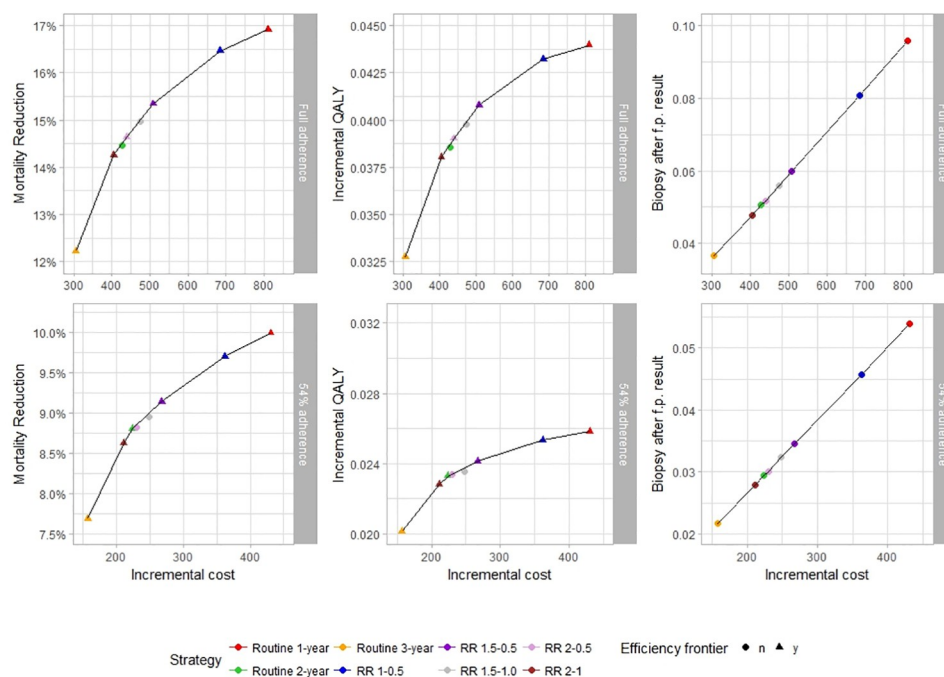 17%
16%
15%
14%
13%
12%
Mortality Reduction
300 400 500 600 700 800
Full adherence
0.0450
0.0425
0.0400
0.0375
0.0350
0.0325
Incremental QALY
300 400 500 600 700 800
Full adherence
0.10
0.08
0.06
0.04
Biopsy after f.p. result
300 400 500 600 700 800
Full adherence
10.0%
9.5%
9.0%
8.5%
8.0%
7.5%
Mortality Reduction
200 300 400
Incremental cost
54% adherence
0.032
0.028
0.024
0.020
Incremental QALY
200 300 400
Incremental cost
54% adherence
0.05
0.04
0.03
0.02
Biopsy after f.p. result
200 300 400
Incremental cost
54% adherence
Strategy
Routine 1-year Routine 3-year RR 1.5-0.5 RR 2-0.5
Routine 2-year RR 1-0.5 RR 1.5-1.0 RR 2-1
Efficiency frontier n y